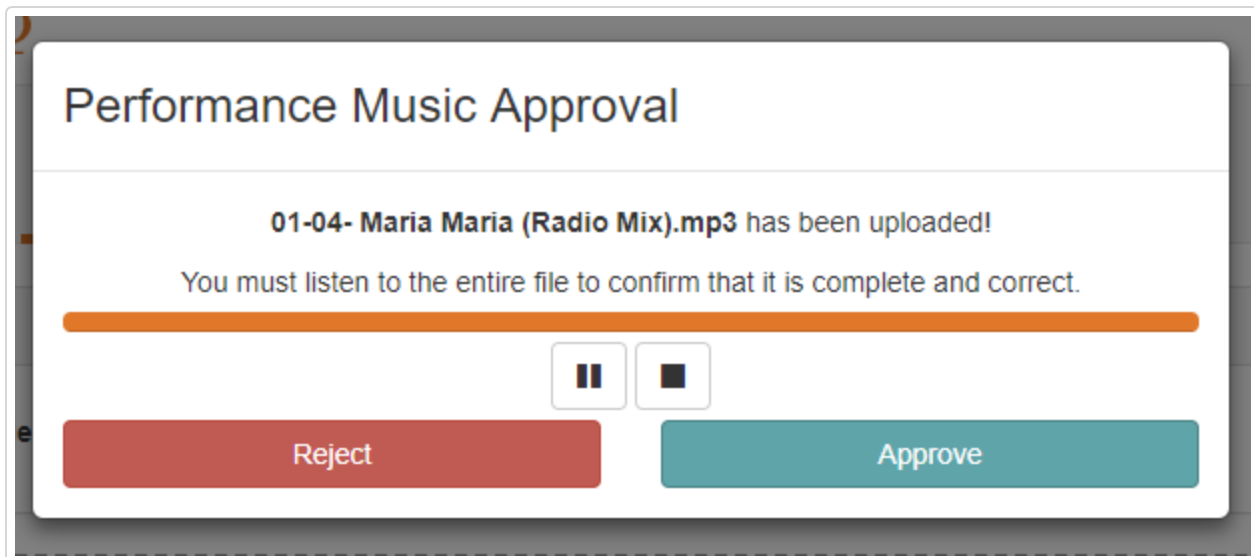 Performance Music Approval
01-04- Maria Maria (Radio Mix).mp3 has been uploaded!
You must listen to the entire file to confirm that it is complete and correct.
Reject
Approve